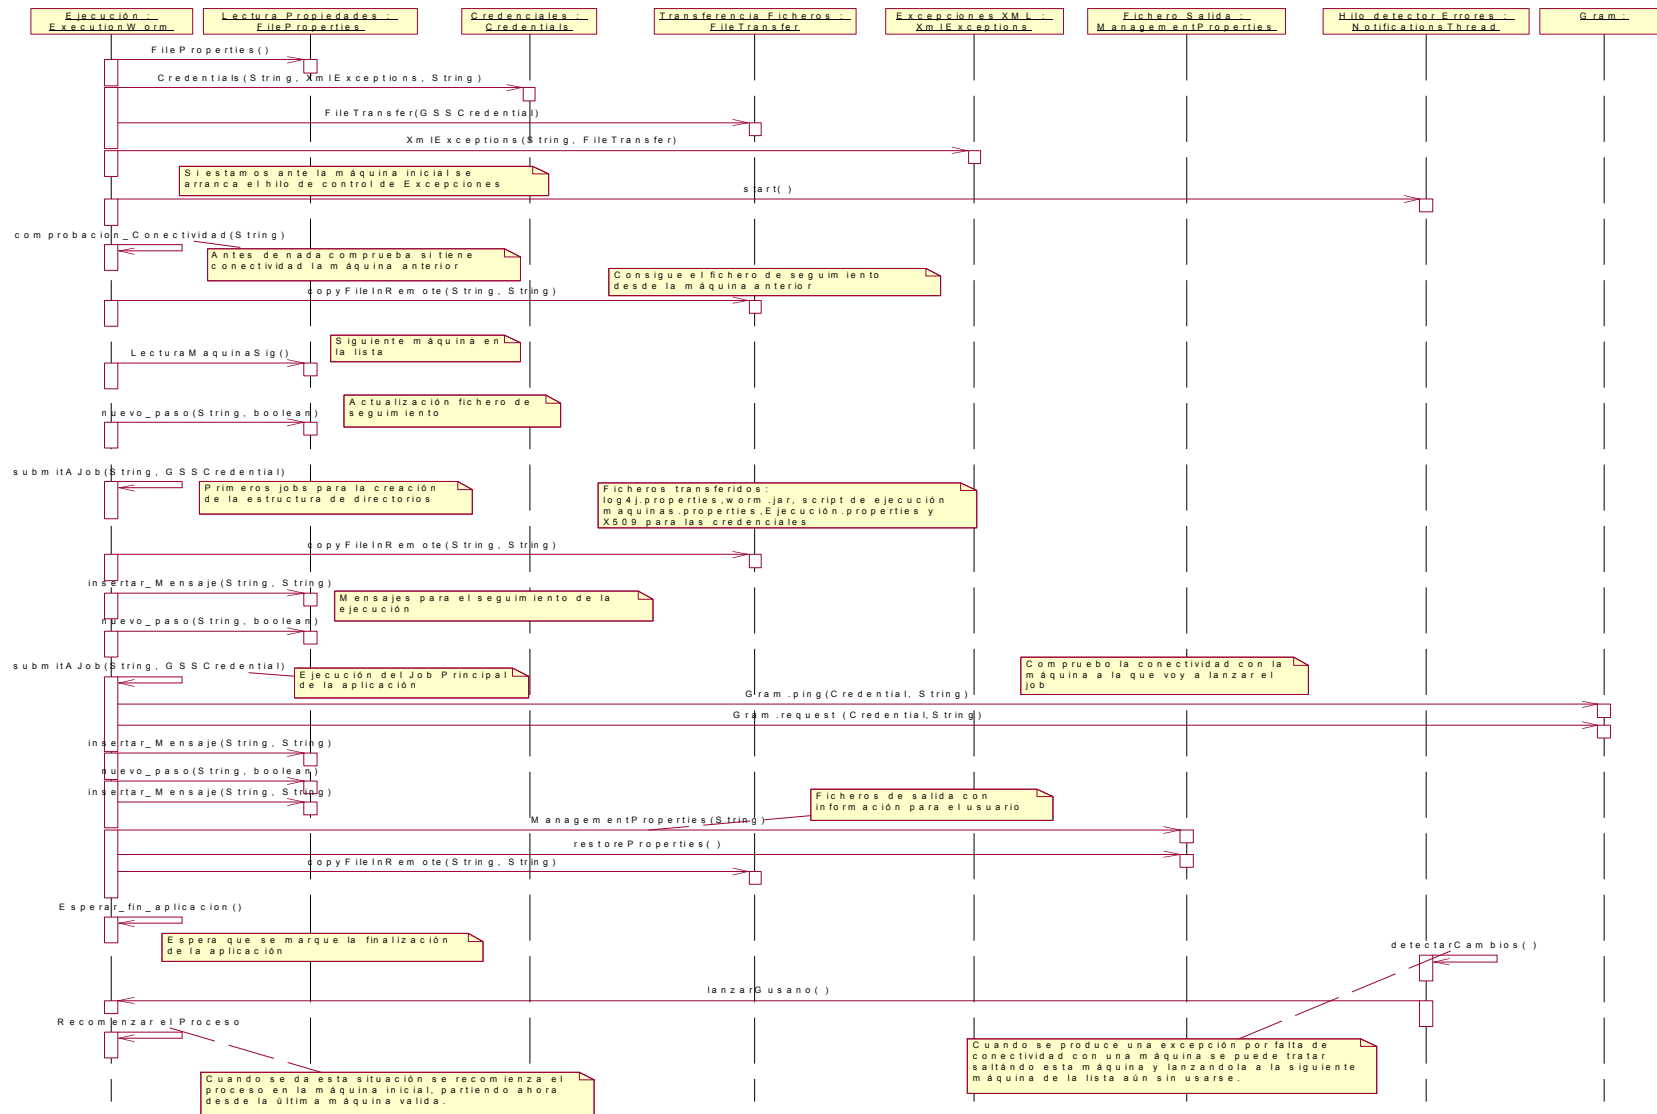 Ejecución :
ExecutionWorm
Lectura Propiedades :
FileProperties
Credenciales :
Credentials
Transferencia Ficheros :
FileTransfer
Excepciones XML :
XmlExceptions
Fichero Salida :
ManagementProperties
Hilo detector Errores :
NotificationsThread
Gram :
FileProperties()
Credentials(String, XmlExceptions, String)
FileTransfer(GSSCredential)
XmlExceptions(String, FileTransfer)
Si estamos ante la máquina inicial se
arranca el hilo de control de Excepciones
start( )
comprobacion_Conectividad(String)
Antes de nada comprueba si tiene
conectividad la máquina anterior
Consigue el fichero de seguimiento
desde la máquina anterior
copyFileInRemote(String, String)
Siguiente máquina en
la lista
LecturaMaquinaSig()
Actualización fichero de
seguimiento
nuevo_paso(String, boolean)
submitAJob(String, GSSCredential)
Primeros jobs para la creación
de la estructura de directorios
Ficheros transferidos:
log4j.properties,worm.jar, script de ejecución
maquinas.properties,Ejecución.properties y
X509 para las credenciales
copyFileInRemote(String, String)
insertar_Mensaje(String, String)
Mensajes para el seguimiento de la
ejecución
nuevo_paso(String, boolean)
submitAJob(String, GSSCredential)
Ejecución del Job Principal
de la aplicación
Compruebo la conectividad con la
máquina a la que voy a lanzar el
job
Gram.ping(Credential, String)
Gram.request (Credential,String)
insertar_Mensaje(String, String)
nuevo_paso(String, boolean)
insertar_Mensaje(String, String)
Ficheros de salida con
información para el usuario
ManagementProperties(String)
restoreProperties( )
copyFileInRemote(String, String)
Esperar_fin_aplicacion()
Espera que se marque la finalización
de la aplicación
detectarCambios( )
lanzarGusano( )
Recomenzar el Proceso
Cuando se produce una excepción por falta de
conectividad con una máquina se puede tratar
saltándo esta máquina y lanzandola a la siguiente
máquina de la lista aún sin usarse.
Cuando se da esta situación se recomienza el
proceso en la máquina inicial, partiendo ahora
desde la última máquina valida.